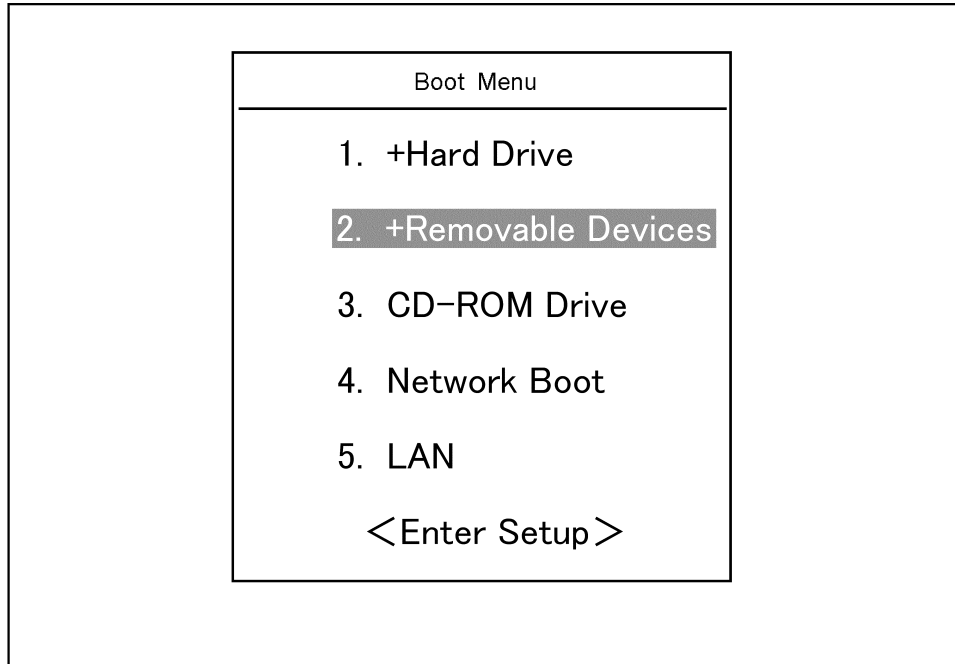 Boot Menu
1. +Hard Drive
2. +Removable Devices
3. CD-ROM Drive
4. Network Boot
5. LAN
<Enter Setup>